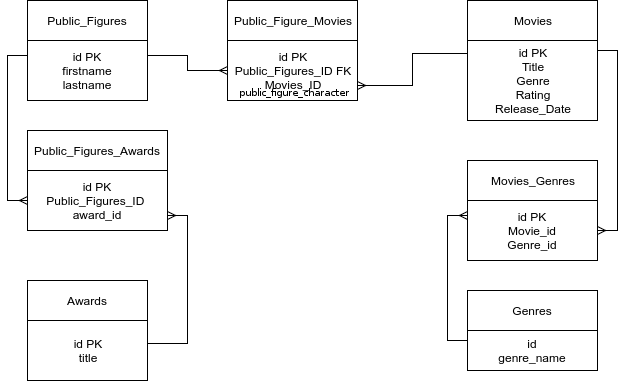 Public_Figures
id PK
firstname
lastname
Public_Figure_Movies
id PK
Public_Figures_ID FK
Movies_ID
public_figure_character
Movies
id PK
Title
Genre
Rating
Release_Date
Public_Figures_Awards
id PK
Public_Figures_ID
award_id
Movies_Genres
id PK
Movie_id
Genre_id
Awards
id PK
title
Genres
id
genre_name